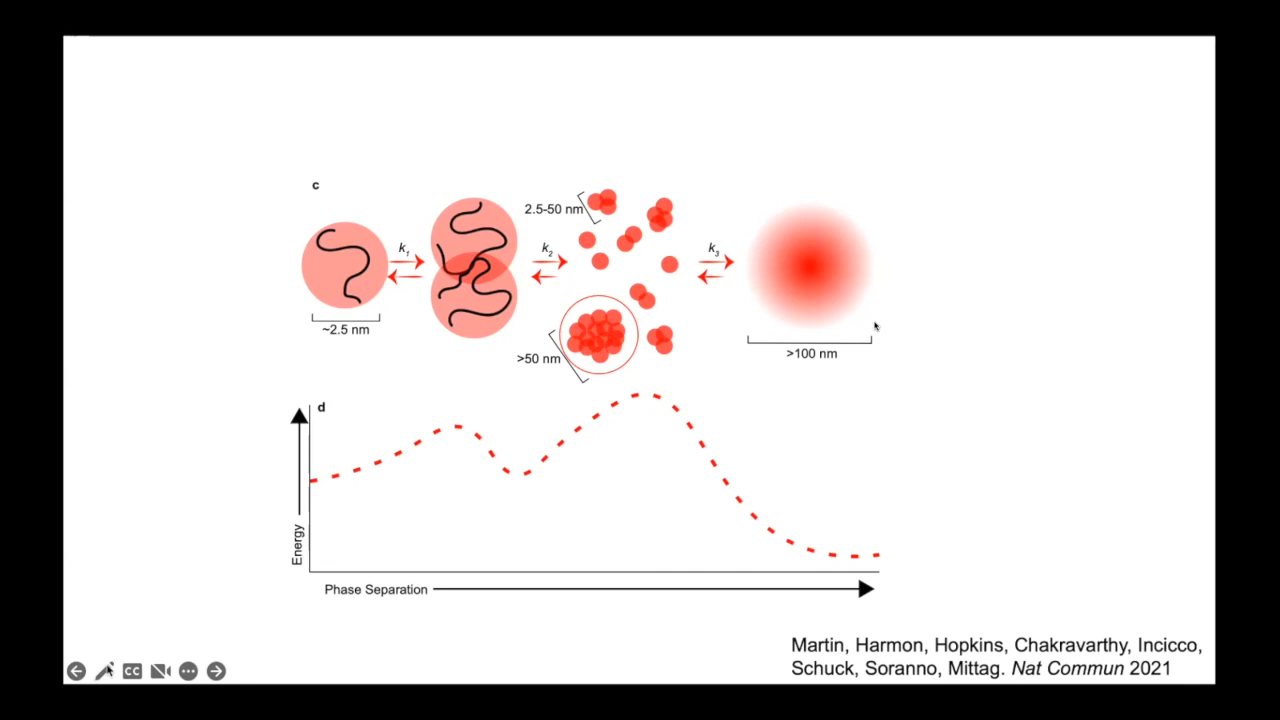 c
2.5-50 nm
k1
k2
k3
~2.5 nm
>50 nm
>100 nm
d
Energy
Phase Separation
Martin, Harmon, Hopkins, Chakravarthy, Incicco,
Schuck, Soranno, Mittag. Nat Commun 2021
CC